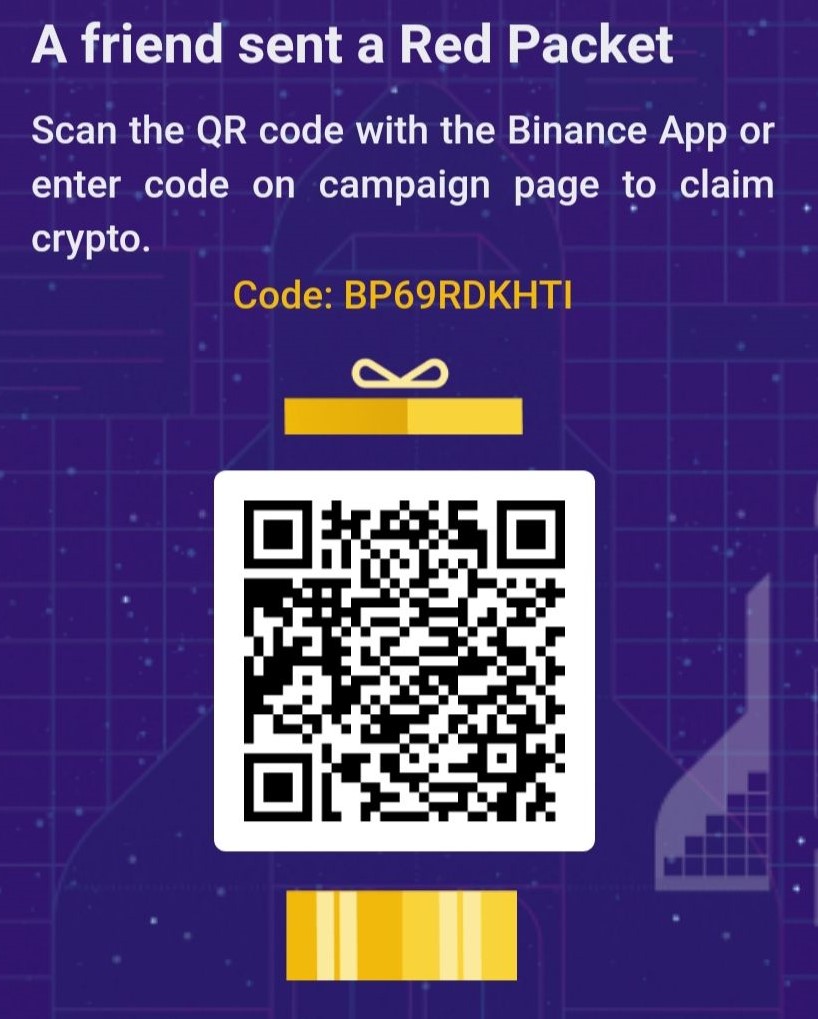 A friend sent a Red Packet
Scan the QR code with the Binance App or
enter code on campaign page to claim
crypto.
Code: BP69RDKHTI